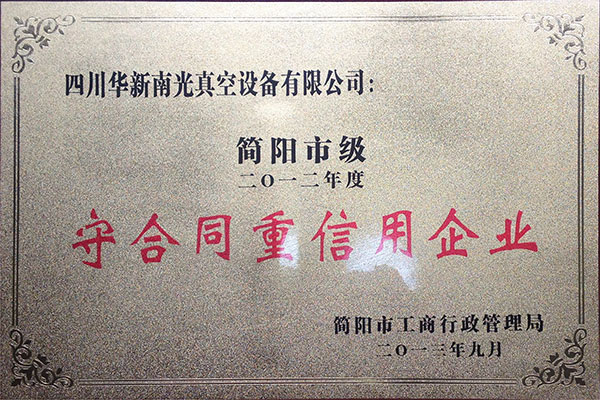 四川华新南光真空设备有限公司：
简阳市级
二〇一二年度
守合同重信用企业
简阳市工商行政管理局
二〇一三年九月